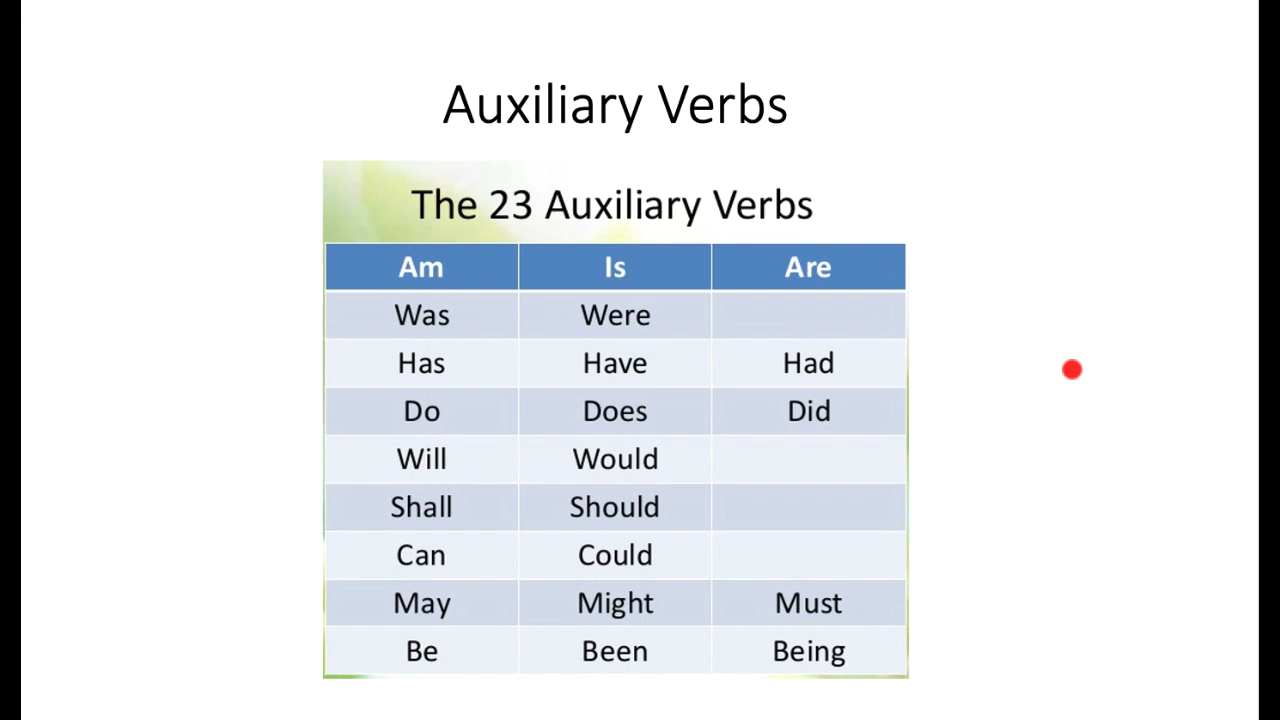 Auxiliary Verbs
The 23 Auxiliary Verbs
Am Is Are
Was Were
Has Have Had
Do Does Did
Will Would
Shall Should
Can Could
May Might Must
Be Been Being